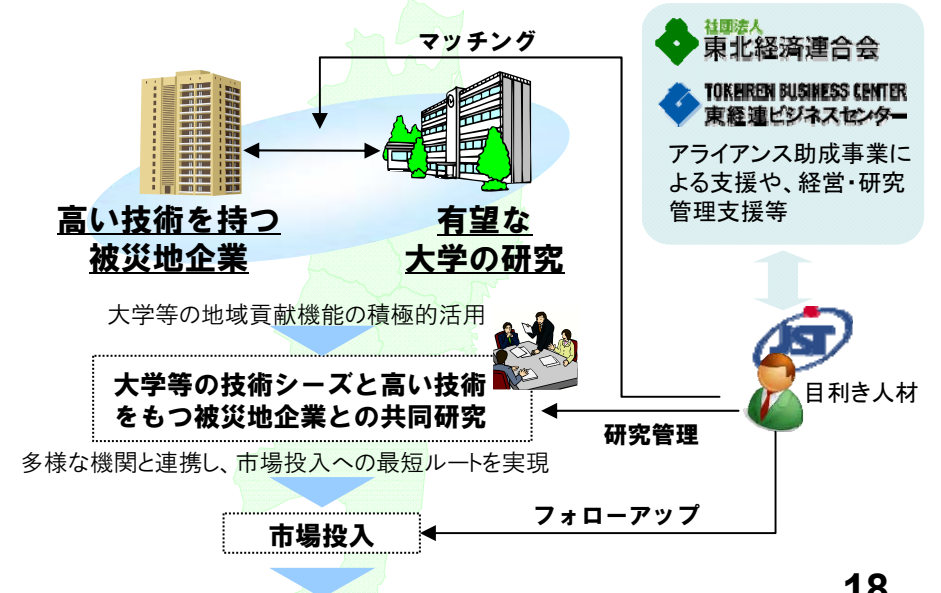 マッチング
社団法人
東北経済連合会
TOKEIREN BUSINESS CENTER
東経連ビジネスセンター
アライアンス助成事業に
よる支援や、経営・研究
管理支援等
高い技術を持つ
被災地企業
有望な
大学の研究
大学等の地域貢献機能の積極的活用
JST
目利き人材
大学等の技術シーズと高い技術
をもつ被災地企業との共同研究
研究管理
多様な機関と連携し、市場投入への最短ルートを実現
フォローアップ
市場投入
18